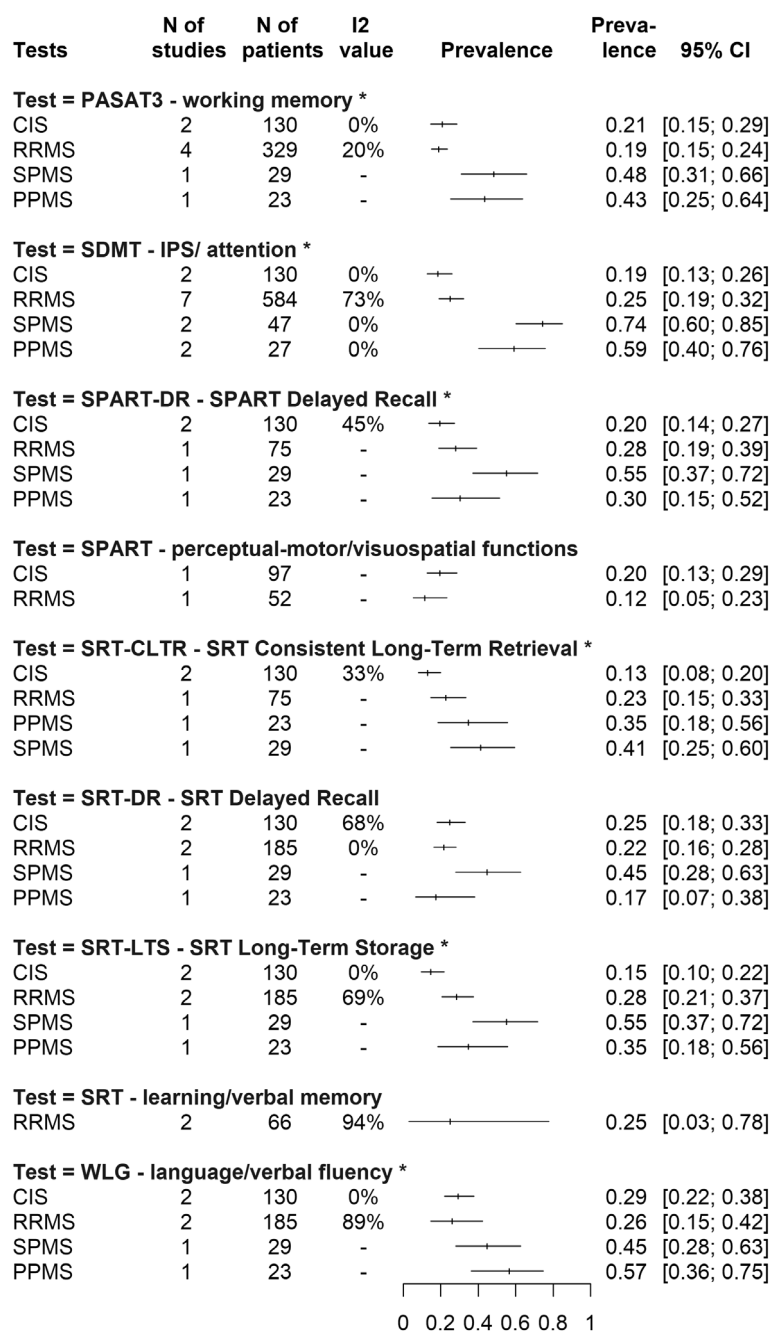 Tests N of studies N of patients I2 value Prevalence Preva-lence 95% CI
Test = PASAT3 - working memory *
CIS 2 130 0% 0.21 [0.15; 0.29]
RRMS 4 329 20% 0.19 [0.15; 0.24]
SPMS 1 29 - 0.48 [0.31; 0.66]
PPMS 1 23 - 0.43 [0.25; 0.64]
Test = SDMT - IPS/ attention *
CIS 2 130 0% 0.19 [0.13; 0.26]
RRMS 7 584 73% 0.25 [0.19; 0.32]
SPMS 2 47 0% 0.74 [0.60; 0.85]
PPMS 2 27 0% 0.59 [0.40; 0.76]
Test = SPART-DR - SPART Delayed Recall *
CIS 2 130 45% 0.20 [0.14; 0.27]
RRMS 1 75 - 0.28 [0.19; 0.39]
SPMS 1 29 - 0.55 [0.37; 0.72]
PPMS 1 23 - 0.30 [0.15; 0.52]
Test = SPART - perceptual-motor/visuospatial functions
CIS 1 97 - 0.20 [0.13; 0.29]
RRMS 1 52 - 0.12 [0.05; 0.23]
Test = SRT-CLTR - SRT Consistent Long-Term Retrieval *
CIS 2 130 33% 0.13 [0.08; 0.20]
RRMS 1 75 - 0.23 [0.15; 0.33]
PPMS 1 23 - 0.35 [0.18; 0.56]
SPMS 1 29 - 0.41 [0.25; 0.60]
Test = SRT-DR - SRT Delayed Recall
CIS 2 130 68% 0.25 [0.18; 0.33]
RRMS 2 185 0% 0.22 [0.16; 0.28]
SPMS 1 29 - 0.45 [0.28; 0.63]
PPMS 1 23 - 0.17 [0.07; 0.38]
Test = SRT-LTS - SRT Long-Term Storage *
CIS 2 130 0% 0.15 [0.10; 0.22]
RRMS 2 185 69% 0.28 [0.21; 0.37]
SPMS 1 29 - 0.55 [0.37; 0.72]
PPMS 1 23 - 0.35 [0.18; 0.56]
Test = SRT - learning/verbal memory
RRMS 2 66 94% 0.25 [0.03; 0.78]
Test = WLG - language/verbal fluency *
CIS 2 130 0% 0.29 [0.22; 0.38]
RRMS 2 185 89% 0.26 [0.15; 0.42]
SPMS 1 29 - 0.45 [0.28; 0.63]
PPMS 1 23 - 0.57 [0.36; 0.75]
0 0.2 0.4 0.6 0.8 1